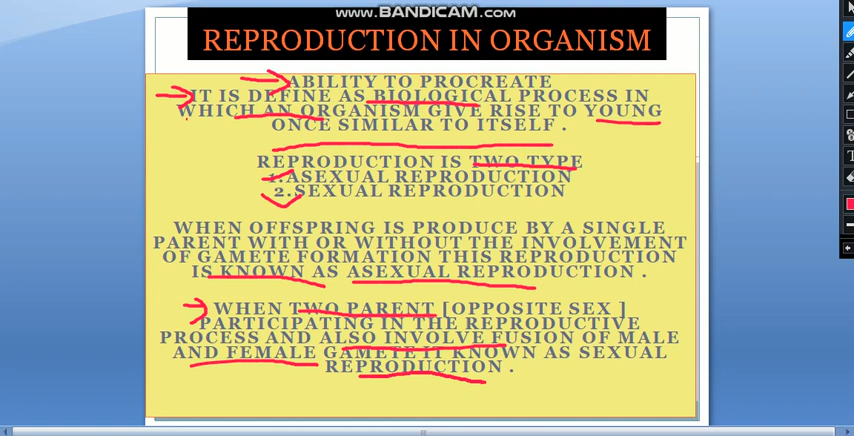 www.BANDICAM.com
REPRODUCTION IN ORGANISM
ABILITY TO PROCREATE
IT IS DEFINE AS BIOLOGICAL PROCESS IN
WHICH AN ORGANISM GIVE RISE TO YOUNG
ONCE SIMILAR TO ITSELF .
REPRODUCTION IS TWO TYPE
1.ASEXUAL REPRODUCTION
2.SEXUAL REPRODUCTION
WHEN OFFSPRING IS PRODUCE BY A SINGLE
PARENT WITH OR WITHOUT THE INVOLVEMENT
OF GAMETE FORMATION THIS REPRODUCTION
IS KNOWN AS ASEXUAL REPRODUCTION .
WHEN TWO PARENT [OPPOSITE SEX ]
PARTICIPATING IN THE REPRODUCTIVE
PROCESS AND ALSO INVOLVE FUSION OF MALE
AND FEMALE GAMETE IT KNOWN AS SEXUAL
REPRODUCTION .